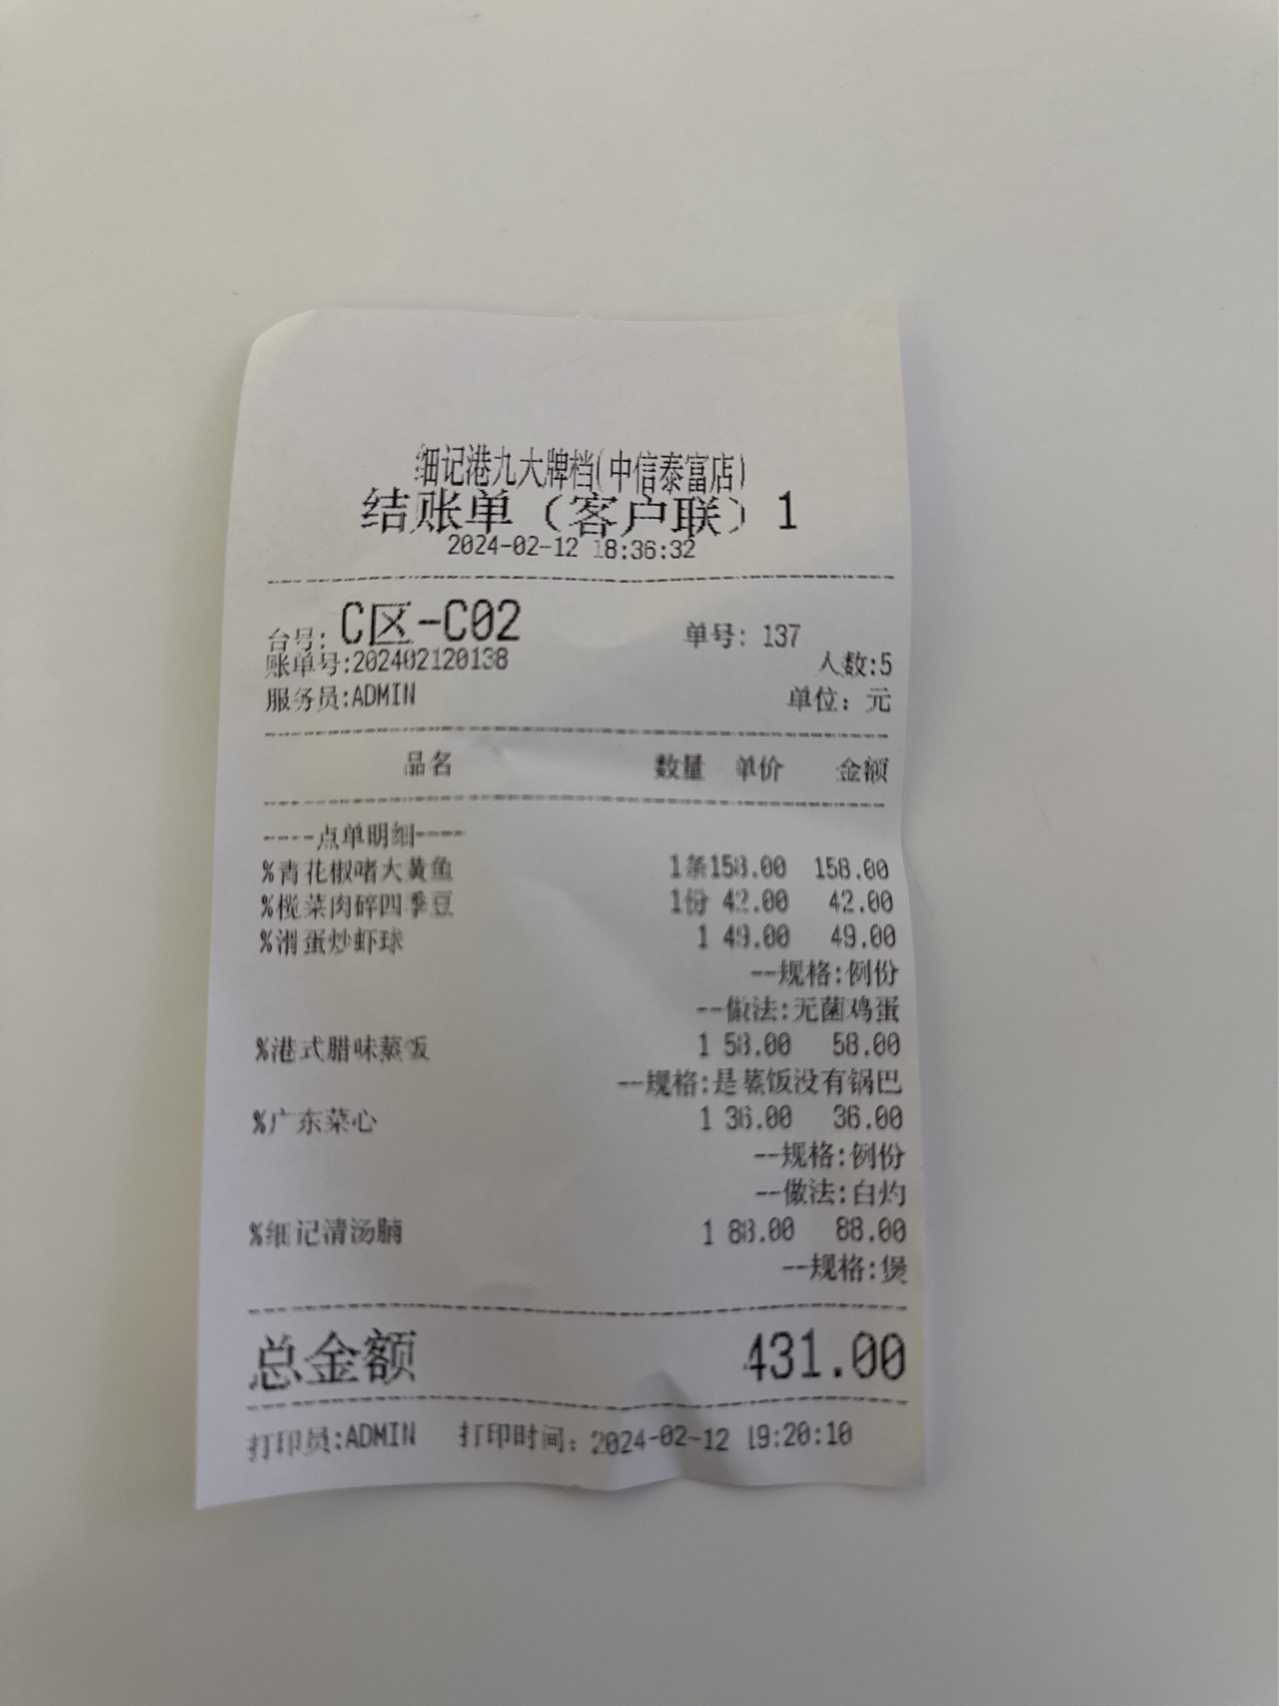 细记港九大牌档(中信泰富店)
结账单（客户联）1
2024-02-12 18:36:32
台号: C区-C02 单号: 137
账单号:202402120138 人数:5
服务员:ADMIN 单位: 元
品名 数量 单价 金额
----点单明细----
%青花椒啫大黄鱼 1条158.00 158.00
%榄菜肉碎四季豆 1份 42.00 42.00
%滑蛋炒虾球 1 49.00 49.00
--规格:例份
--做法:无菌鸡蛋
%港式腊味蒸饭 1 58.00 58.00
--规格:是蒸饭没有锅巴
%广东菜心 1 36.00 36.00
--规格:例份
--做法:白灼
%细记清汤腩 1 88.00 88.00
--规格:煲
总金额 431.00
打印员:ADMIN 打印时间: 2024-02-12 19:20:10